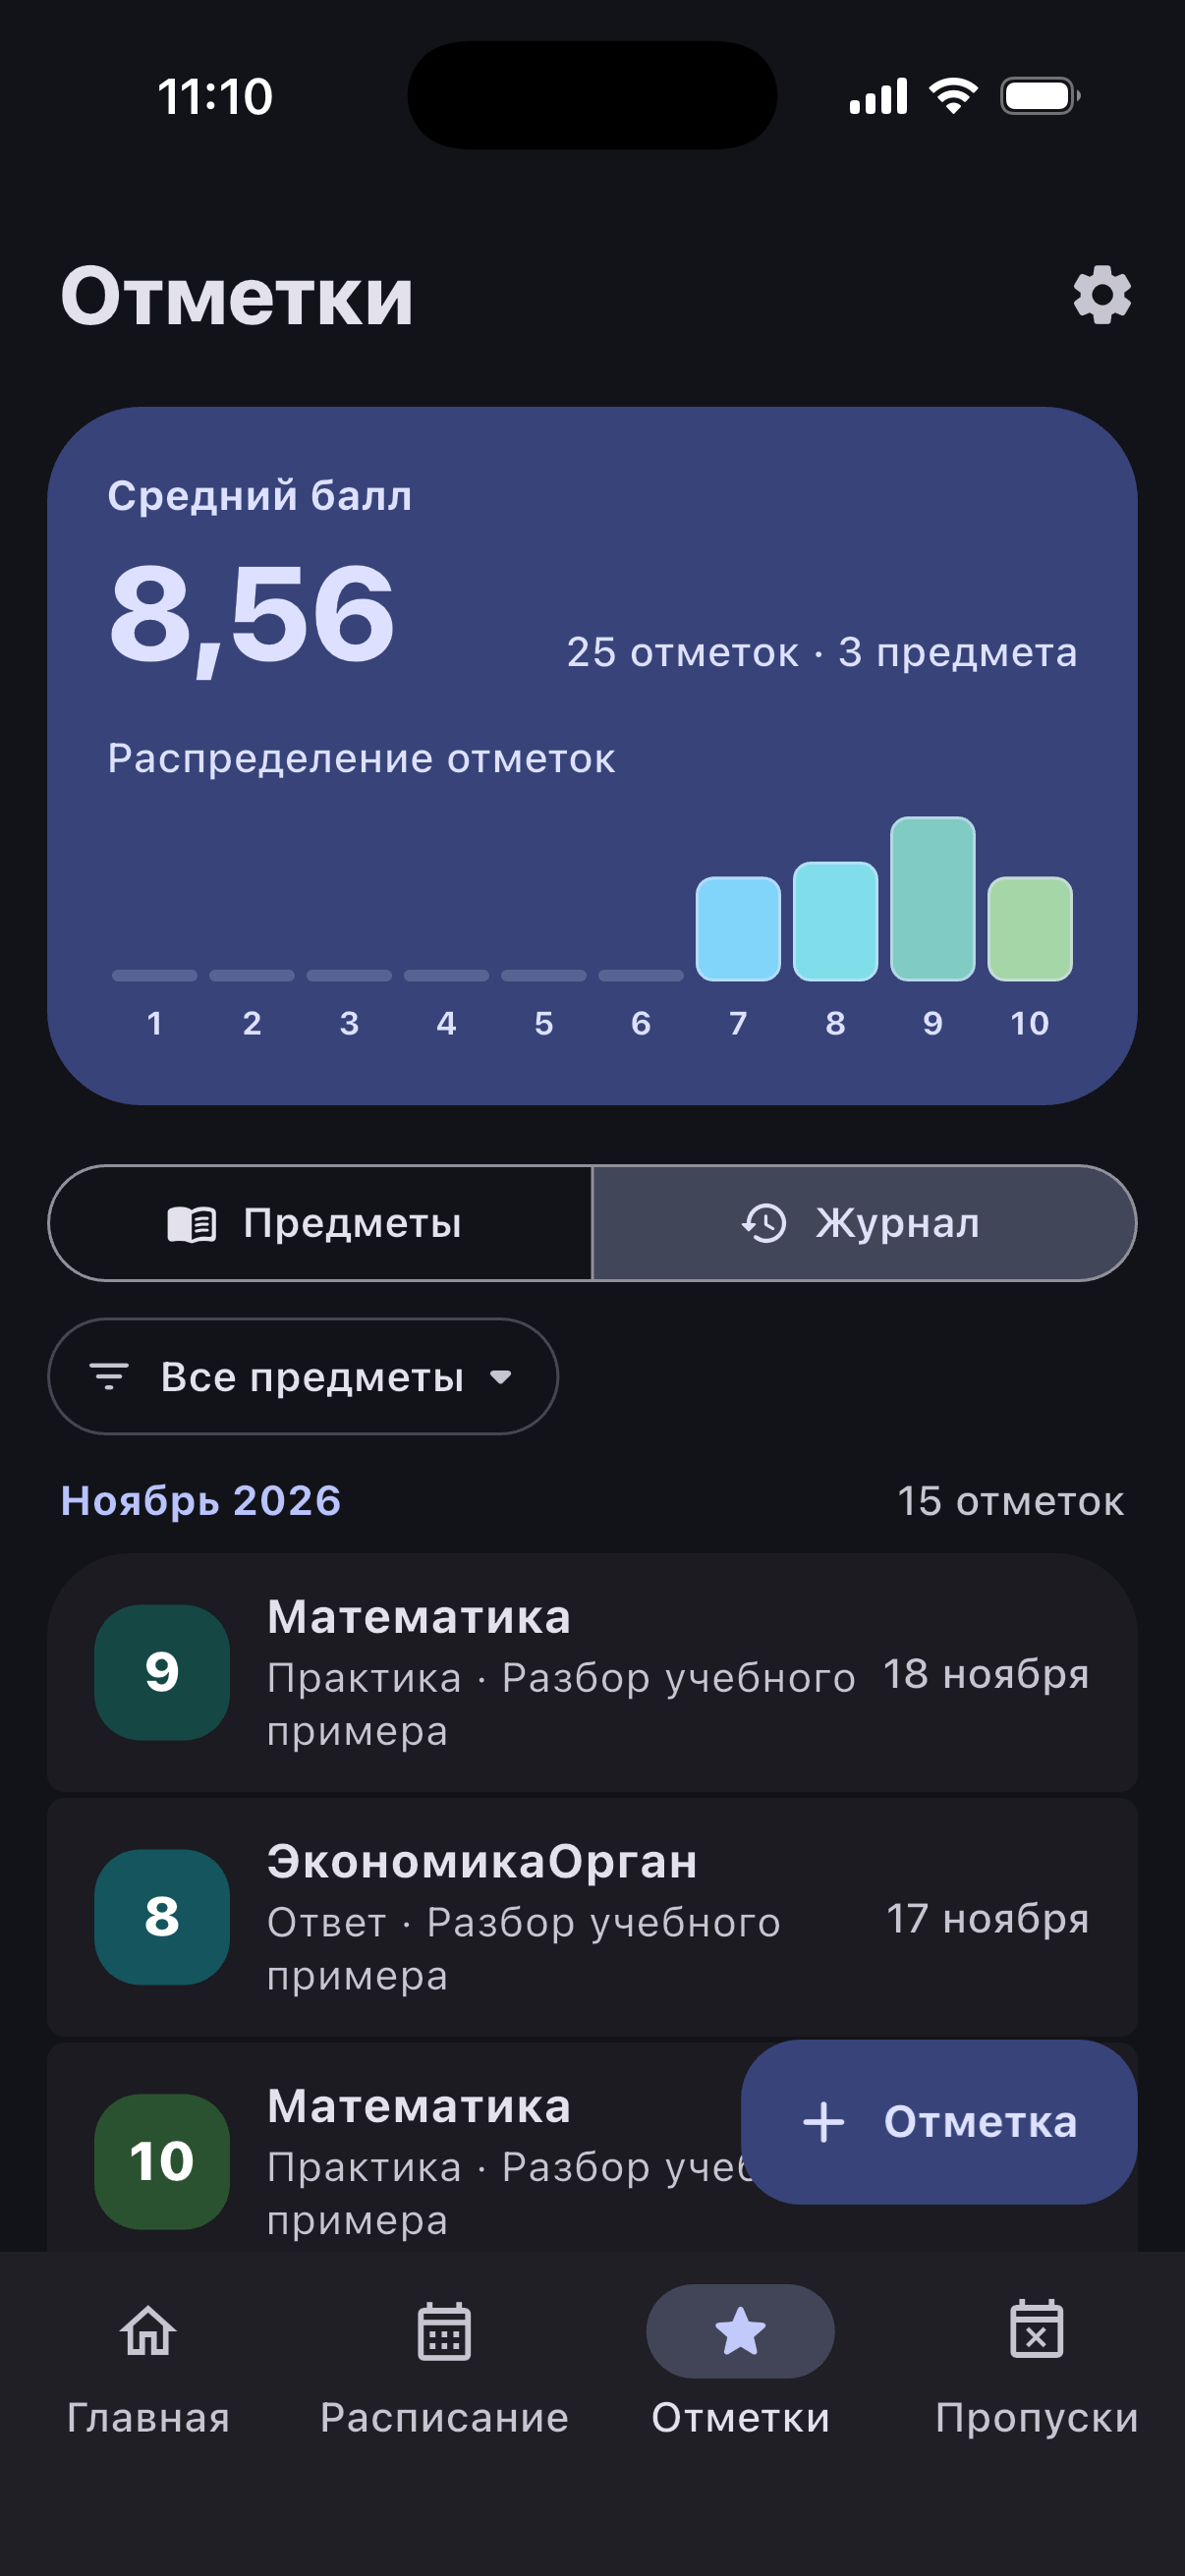 11:10
Отметки
Средний балл
8,56
25 отметок · 3 предмета
Распределение отметок
1 2 3 4 5 6 7 8 9 10
Предметы
Журнал
Все предметы
Ноябрь 2026
15 отметок
9
Математика
Практика · Разбор учебного
примера
18 ноября
8
ЭкономикаОрган
Ответ · Разбор учебного
примера
17 ноября
10
Математика
Практика · Разбор
примера
Отметка
Главная
Расписание
Отметки
Пропуски